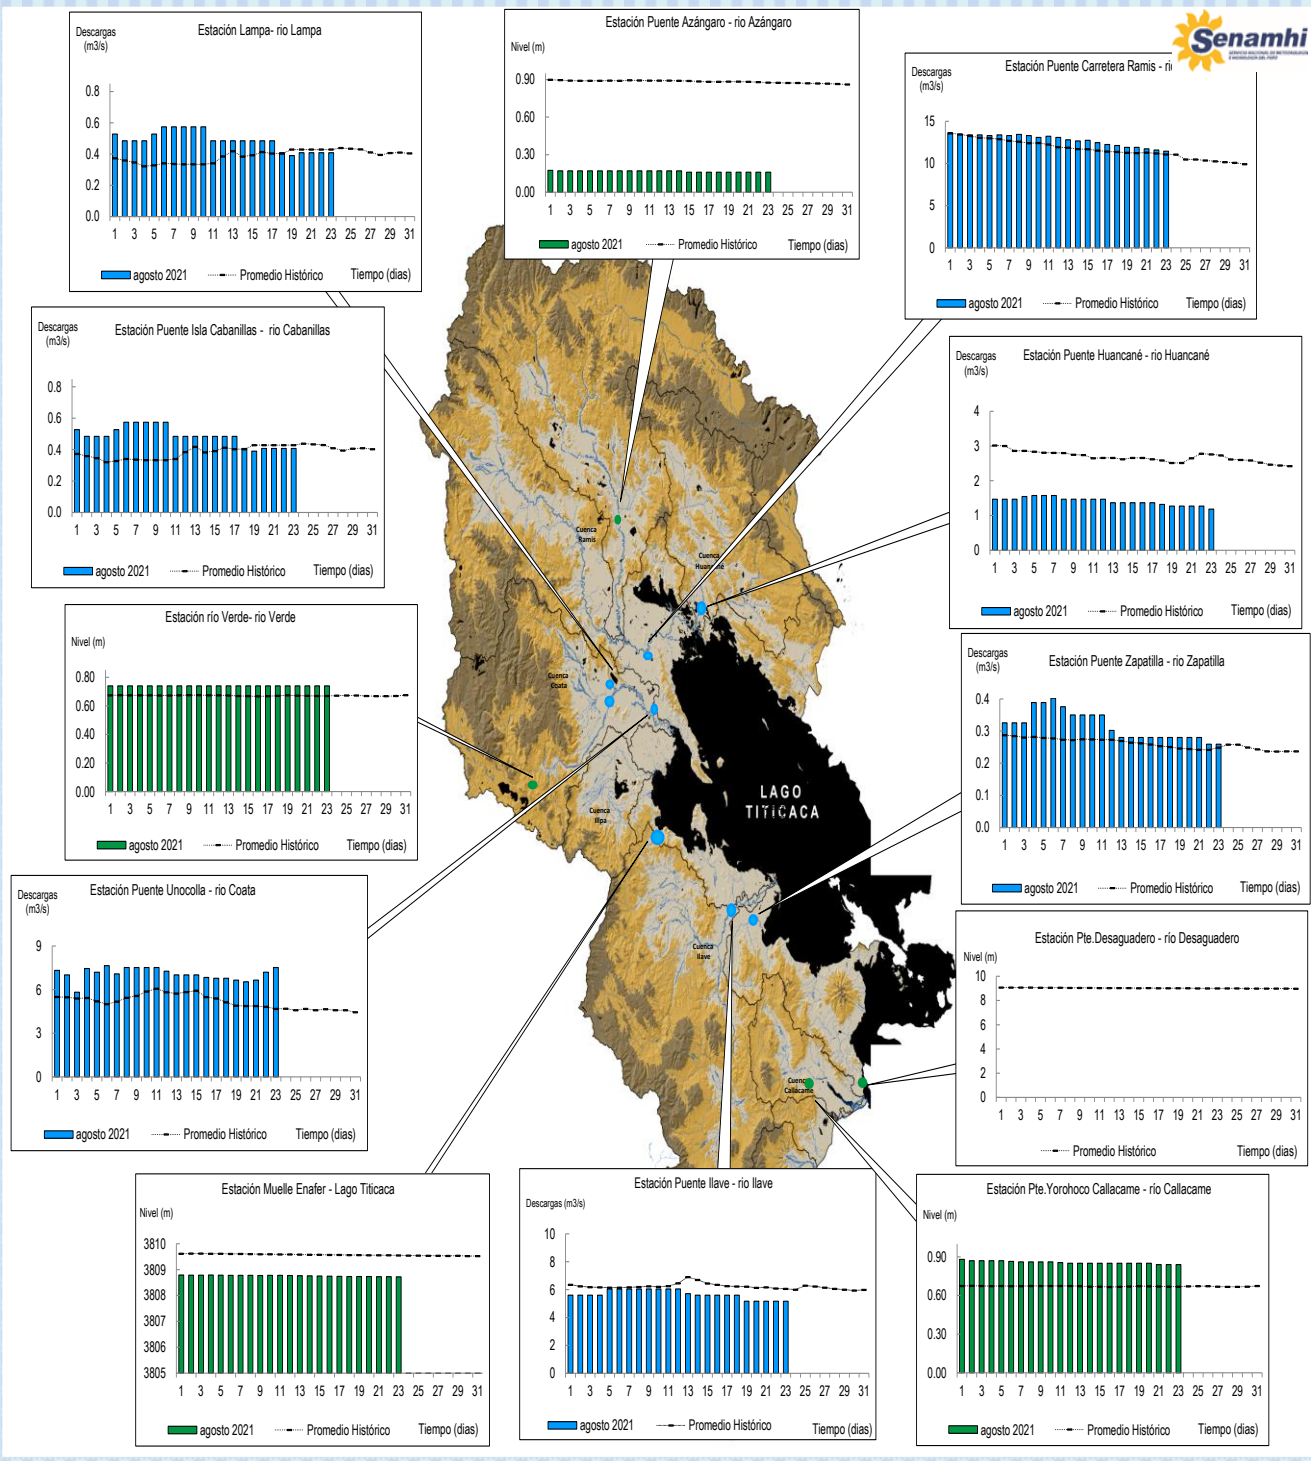 Senamhi
Estación Lampa- rio Lampa
Descargas
(m3/s)
0.8
0.6
0.4
0.2
0.0
1 3 5 7 9 11 13 15 17 19 21 23 25 27 29 31
agosto 2021 Promedio Histórico Tiempo (dias)
Estación Puente Azángaro - rio Azángaro
Nivel (m)
0.90
0.60
0.30
0.00
1 3 5 7 9 11 13 15 17 19 21 23 25 27 29 31
agosto 2021 Promedio Histórico Tiempo (dias)
Estación Puente Carretera Ramis -
Descargas
(m3/s)
15
10
5
0
1 3 5 7 9 11 13 15 17 19 21 23 25 27 29 31
agosto 2021 Promedio Histórico Tiempo (dias)
Estación Puente Isla Cabanillas - rio Cabanillas
Descargas
(m3/s)
0.8
0.6
0.4
0.2
0.0
1 3 5 7 9 11 13 15 17 19 21 23 25 27 29 31
agosto 2021 Promedio Histórico Tiempo (dias)
Estación Puente Huancané - rio Huancané
Descargas
(m3/s)
4
3
2
1
0
1 3 5 7 9 11 13 15 17 19 21 23 25 27 29 31
agosto 2021 Promedio Histórico Tiempo (dias)
Estación río Verde- rio Verde
Nivel (m)
0.80
0.60
0.40
0.20
0.00
1 3 5 7 9 11 13 15 17 19 21 23 25 27 29 31
agosto 2021 Promedio Histórico Tiempo (dias)
Estación Puente Zapatilla - rio Zapatilla
Descargas
(m3/s)
0.4
0.3
0.2
0.1
0.0
1 3 5 7 9 11 13 15 17 19 21 23 25 27 29 31
agosto 2021 Promedio Histórico Tiempo (dias)
Cuenca
Ramis
Cuenca
Huancané
Cuenca
Coata
Cuenca
Illpa
LAGO
TITICACA
Cuenca
Ilave
Cuenca
Callacame
Estación Puente Unocolla - rio Coata
Descargas
(m3/s)
9
6
3
0
1 3 5 7 9 11 13 15 17 19 21 23 25 27 29 31
agosto 2021 Promedio Histórico Tiempo (dias)
Estación Pte.Desaguadero - río Desaguadero
Nivel (m)
10
8
6
4
2
0
1 3 5 7 9 11 13 15 17 19 21 23 25 27 29 31
Promedio Histórico Tiempo (dias)
Estación Muelle Enafer - Lago Titicaca
Nivel (m)
3810
3809
3808
3807
3806
3805
1 3 5 7 9 11 13 15 17 19 21 23 25 27 29 31
agosto 2021 Promedio Histórico Tiempo (dias)
Estación Puente Ilave - rio Ilave
Descargas (m3/s)
10
8
6
4
2
0
1 3 5 7 9 11 13 15 17 19 21 23 25 27 29 31
agosto 2021 Promedio Histórico Tiempo (dias)
Estación Pte.Yorohoco Callacame - río Callacame
Nivel (m)
0.90
0.60
0.30
0.00
1 3 5 7 9 11 13 15 17 19 21 23 25 27 29 31
agosto 2021 Promedio Histórico Tiempo (dias)